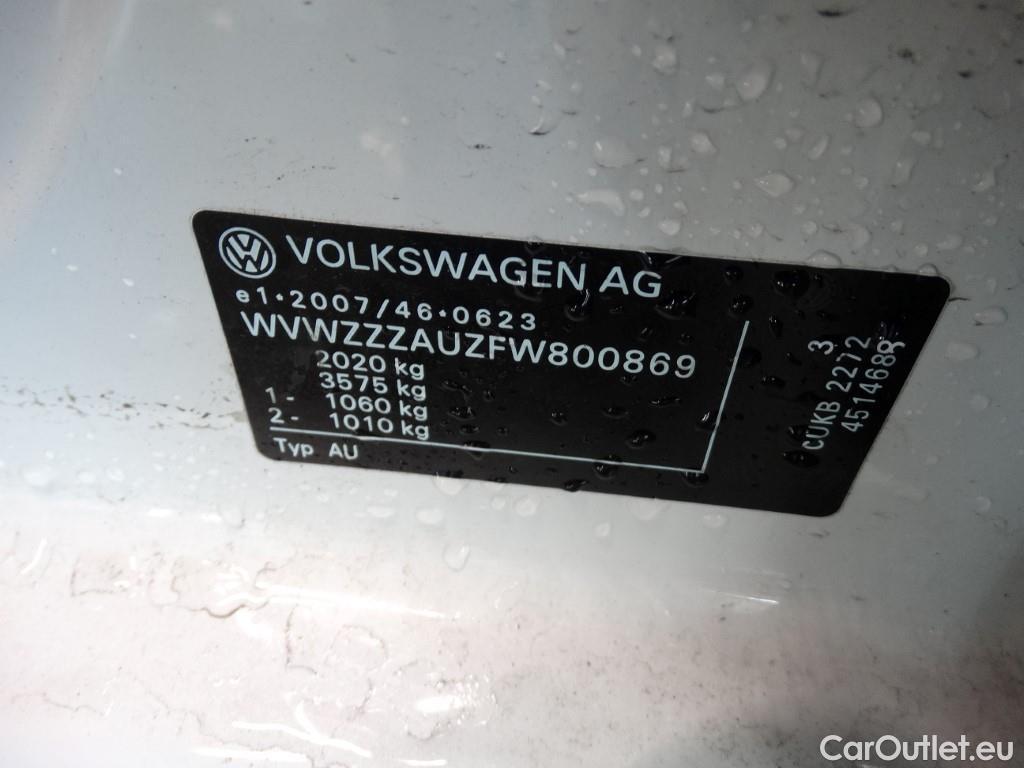 VOLKSWAGEN AG
e1*2007/46*0623
WVWZZZAUZFW800869
2020 kg
3575 kg
1- 1060 kg
2- 1010 kg
Typ AU
3
CUKB 2272
CarOutlet.eu